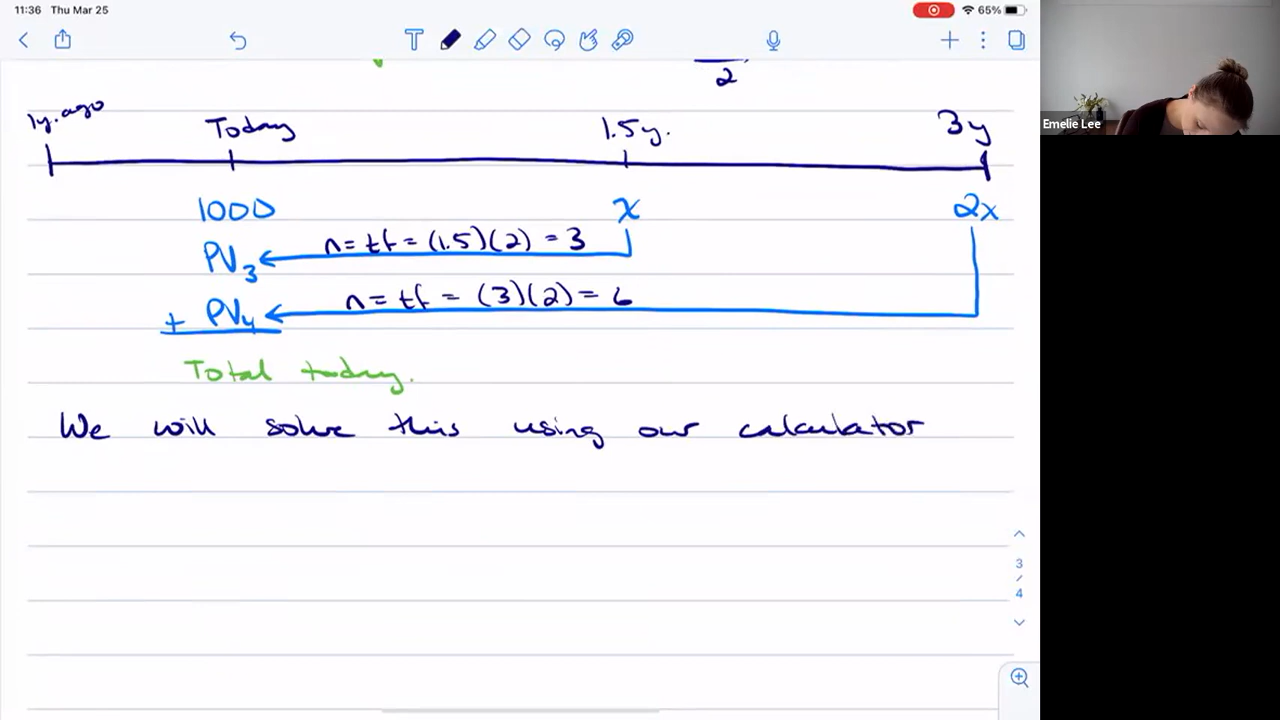 11:36 Thu Mar 25
65%
Emelie Lee
2
1y. ago
Today
1.5y.
3y
1000
x
2x
PV3
n = tf = (1.5)(2) = 3
+ PV4
n = tf = (3)(2) = 6
Total today.
We will solve this using our calculator
3
/
4